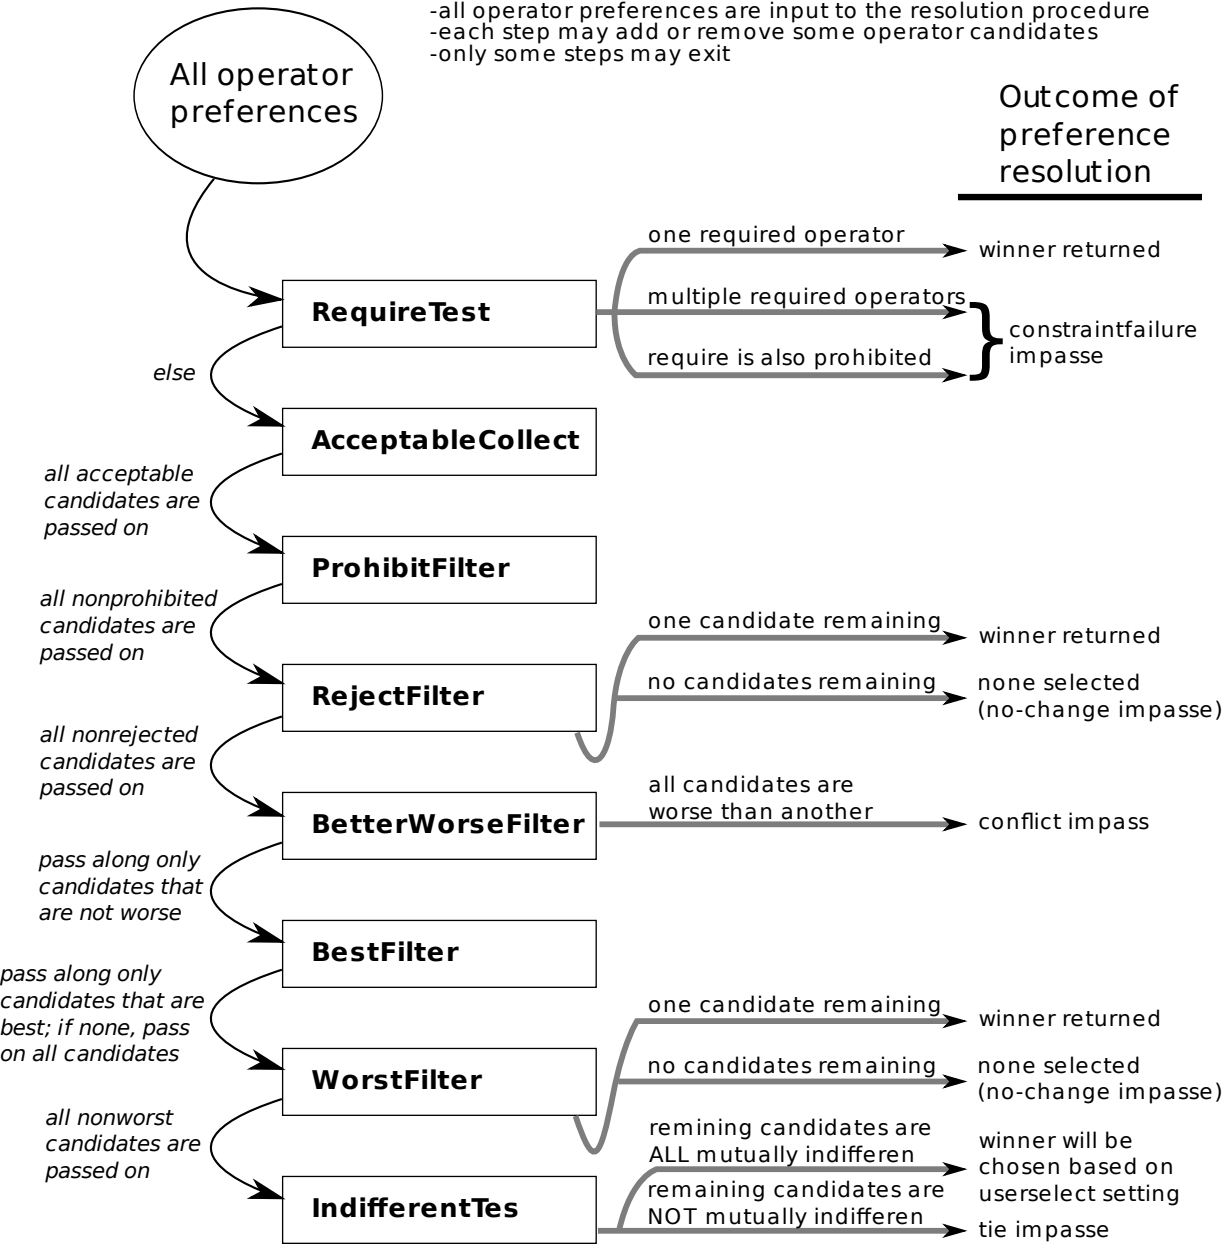 -all operator preferences are input to the resolution procedure
-each step may add or remove some operator candidates
-only some steps may exit
All operator
preferences
Outcome of
preference
resolution
one required operator
winner returned
RequireTest
multiple required operators
require is also prohibited
}
constraintfailure
impasse
else
AcceptableCollect
all acceptable
candidates are
passed on
ProhibitFilter
all nonprohibited
candidates are
passed on
RejectFilter
one candidate remaining
winner returned
no candidates remaining
none selected
(no-change impasse)
all nonrejected
candidates are
passed on
BetterWorseFilter
all candidates are
worse than another
conflict impass
pass along only
candidates that
are not worse
BestFilter
pass along only
candidates that are
best; if none, pass
on all candidates
WorstFilter
one candidate remaining
winner returned
no candidates remaining
none selected
(no-change impasse)
all nonworst
candidates are
passed on
IndifferentTes
remining candidates are
ALL mutually indifferen
winner will be
chosen based on
userselect setting
remaining candidates are
NOT mutually indifferen
tie impasse